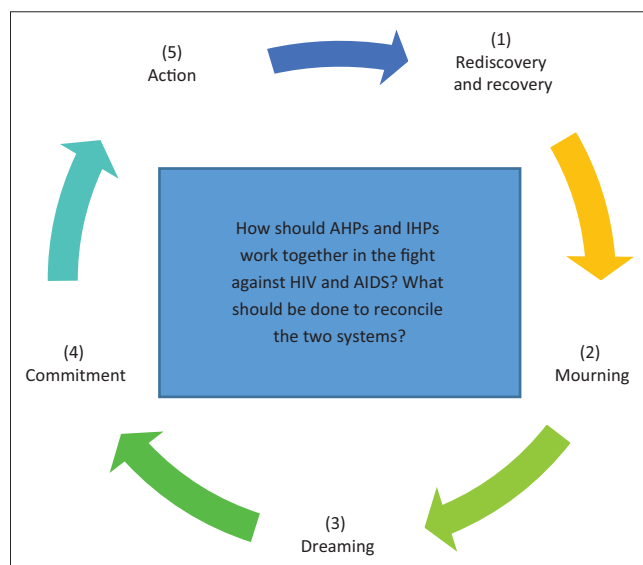 (1)
Rediscovery
and recovery
(2)
Mourning
(3)
Dreaming
(4)
Commitment
(5)
Action
How should AHPs and IHPs
work together in the fight
against HIV and AIDS? What
should be done to reconcile
the two systems?